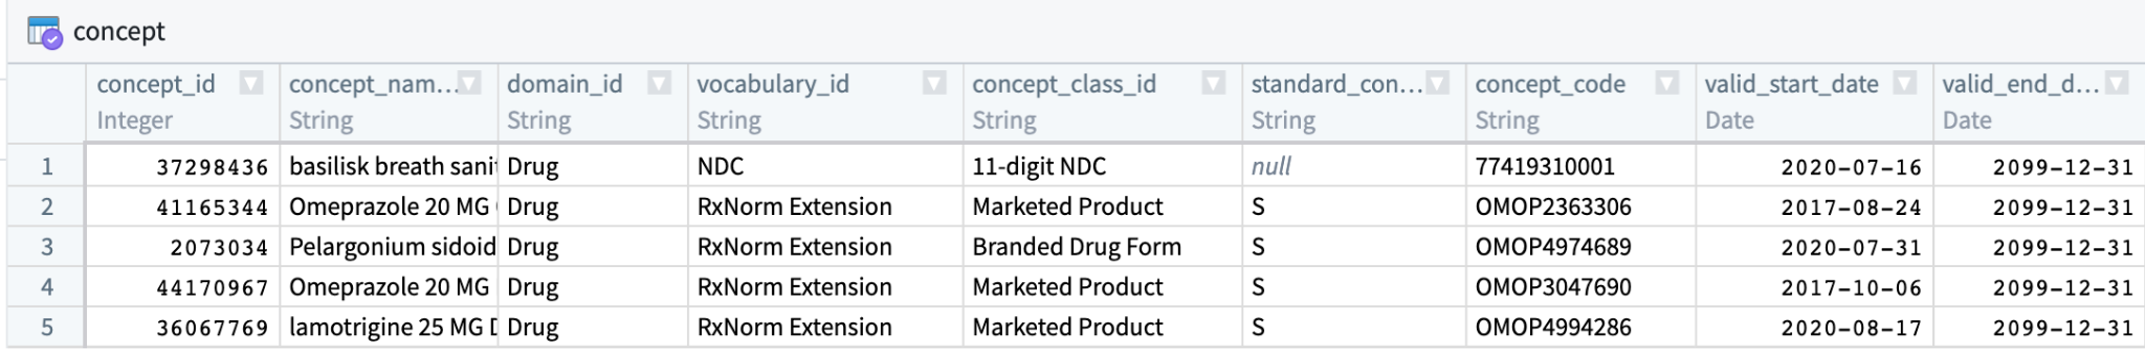 concept
concept_id concept_nam... domain_id vocabulary_id concept_class_id standard_con... concept_code valid_start_date valid_end_d...
Integer String String String String String String Date Date
1 37298436 basilisk breath sanit Drug NDC 11-digit NDC null 77419310001 2020-07-16 2099-12-31
2 41165344 Omeprazole 20 MG Drug RxNorm Extension Marketed Product S OMOP2363306 2017-08-24 2099-12-31
3 2073034 Pelargonium sidoid Drug RxNorm Extension Branded Drug Form S OMOP4974689 2020-07-31 2099-12-31
4 44170967 Omeprazole 20 MG Drug RxNorm Extension Marketed Product S OMOP3047690 2017-10-06 2099-12-31
5 36067769 lamotrigine 25 MG Drug RxNorm Extension Marketed Product S OMOP4994286 2020-08-17 2099-12-31